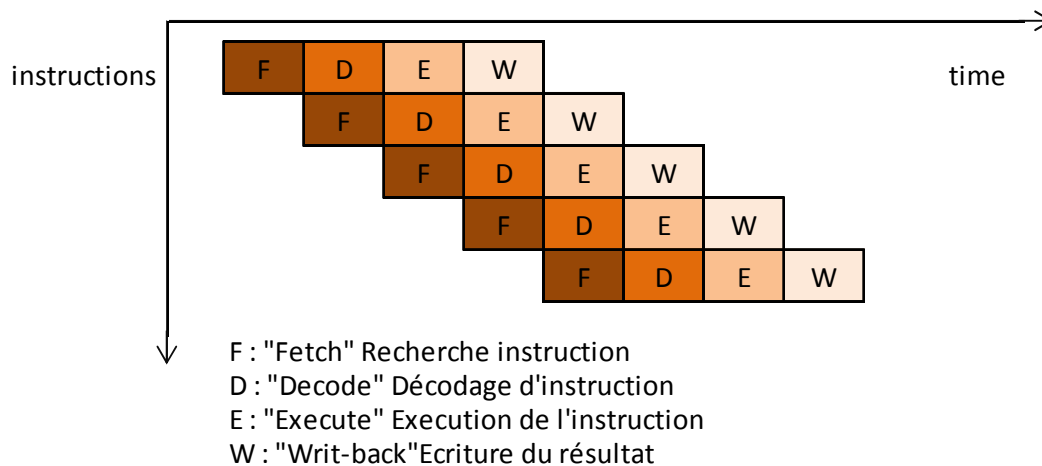 F D E W
instructions time
F D E W
F D E W
F D E W
F D E W
F : "Fetch" Recherche instruction
D : "Decode" Décodage d'instruction
E : "Execute" Execution de l'instruction
W : "Writ-back"Ecriture du résultat